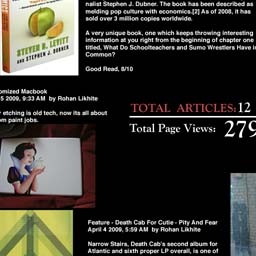 nalist Stephen J. Dubner. The book has been described as
melding pop culture with economics.[2] As of 2008, it has
sold over 3 million copies worldwide.
A very unique book, one which keeps throwing interesting
information at you right from the beginning of chapter one
titled, What Do Schoolteachers and Sumo Wrestlers Have in
Common?
Good Read, 8/10
STEVEN D. LEVITT
AND STEPHEN J. DUBNER
omized Macbook
5 2009, 9:33 AM by Rohan Likhite
etching is old tech, now its all about
om paint jobs.
TOTAL ARTICLES: 12
Total Page Views: 279
Feature - Death Cab For Cutie - Pity And Fear
April 4 2009, 5:59 AM by Rohan Likhite
Narrow Stairs, Death Cab's second album for
Atlantic and sixth proper LP overall, is one of